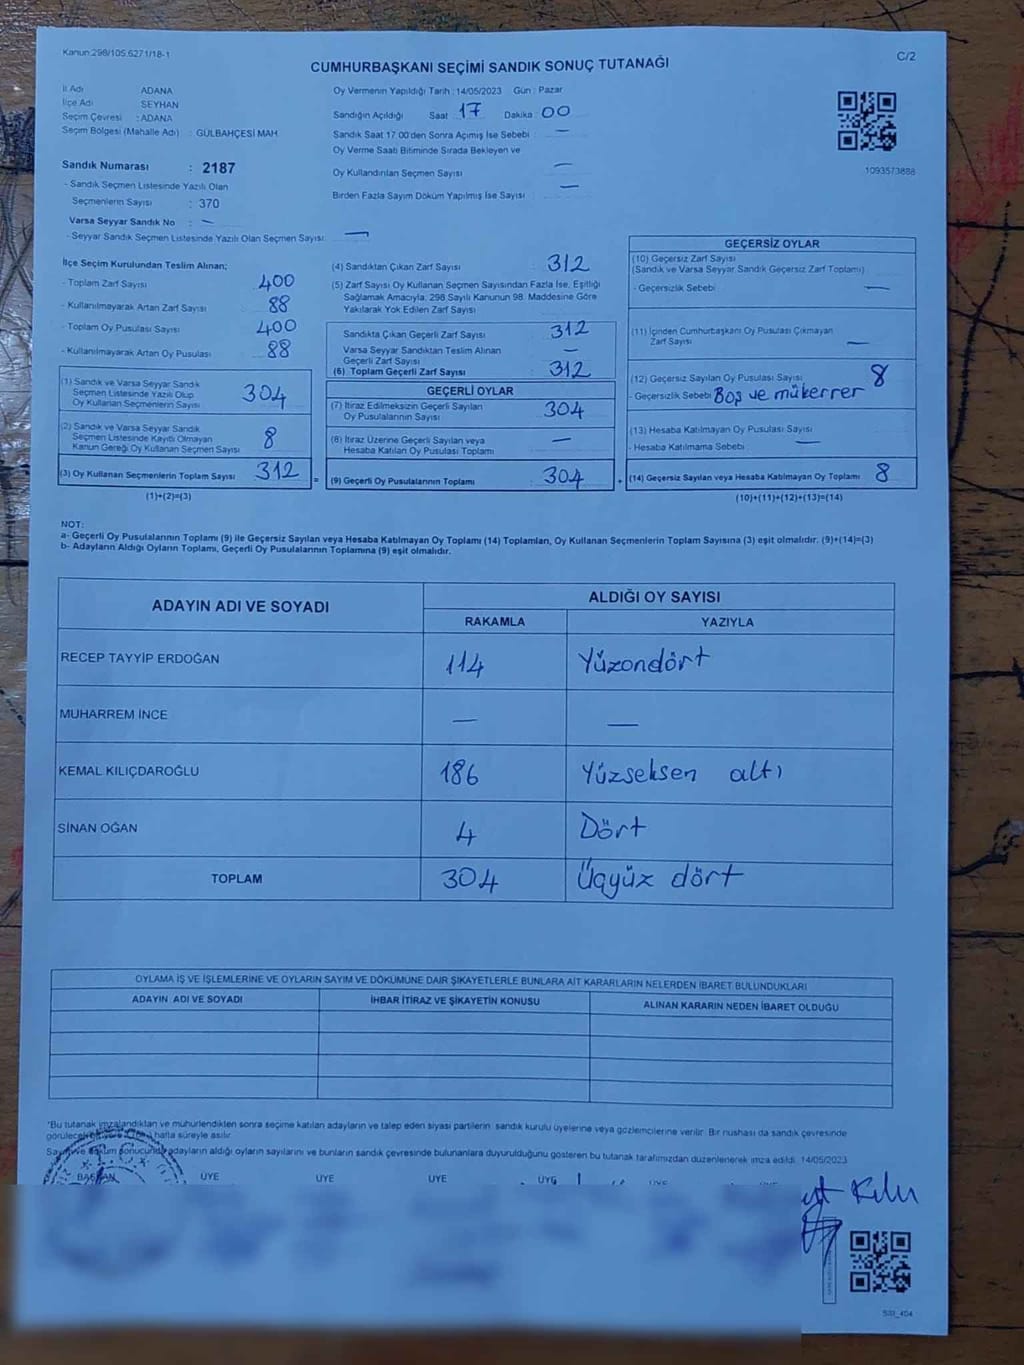 Kanun:298/105.6271/18-1
C/2
CUMHURBAŞKANI SEÇİMİ SANDIK SONUÇ TUTANAĞI
İl Adı ADANA
İlçe Adı SEYHAN
Seçim Çevresi : ADANA
Seçim Bölgesi (Mahalle Adı) : GÜLBAHÇESİ MAH.
Sandık Numarası : 2187
- Sandık Seçmen Listesinde Yazılı Olan
Seçmenlerin Sayısı : 370
Varsa Seyyar Sandık No : —
- Seyyar Sandık Seçmen Listesinde Yazılı Olan Seçmen Sayısı: —
Oy Vermenin Yapıldığı Tarih : 14/05/2023 Gün : Pazar
Sandığın Açıldığı Saat 17 Dakika : 00
Sandık Saat 17.00'den Sonra Açımış İse Sebebi : —
Oy Verme Saati Bitiminde Sırada Bekleyen ve
Oy Kullandırılan Seçmen Sayısı —
Birden Fazla Sayım Döküm Yapılmış İse Sayısı : —
1093573888
İlçe Seçim Kurulundan Teslim Alınan;
- Toplam Zarf Sayısı : 400
- Kullanılmayarak Artan Zarf Sayısı : 88
- Toplam Oy Pusulası Sayısı : 400
- Kullanılmayarak Artan Oy Pusulası : 88
(1) Sandık ve Varsa Seyyar Sandık
Seçmen Listesinde Yazılı Olup
Oy Kullanan Seçmenlerin Sayısı 304
(2) Sandık ve Varsa Seyyar Sandık
Seçmen Listesinde Kayıtlı Olmayan
Kanun Gereği Oy Kullanan Seçmen Sayısı 8
(3) Oy Kullanan Seçmenlerin Toplam Sayısı 312 =
(1)+(2)=(3)
(4) Sandıktan Çıkan Zarf Sayısı 312
(5) Zarf Sayısı Oy Kullanan Seçmen Sayısından Fazla İse, Eşitliği
Sağlamak Amacıyla, 298 Sayılı Kanunun 98. Maddesine Göre
Yakılarak Yok Edilen Zarf Sayısı
Sandıkta Çıkan Geçerli Zarf Sayısı 312
Varsa Seyyar Sandıktan Teslim Alınan
Geçerli Zarf Sayısı —
(6) Toplam Geçerli Zarf Sayısı 312
GEÇERLİ OYLAR
(7) İtiraz Edilmeksizin Geçerli Sayılan
Oy Pusulalarının Sayısı : 304
(8) İtiraz Üzerine Geçerli Sayılan veya
Hesaba Katılan Oy Pusulası Toplamı —
(9) Geçerli Oy Pusulalarının Toplamı : 304 +
GEÇERSİZ OYLAR
(10) Geçersiz Zarf Sayısı
(Sandık ve Varsa Seyyar Sandık Geçersiz Zarf Toplamı)
- Geçersizlik Sebebi : —
(11) İçinden Cumhurbaşkanı Oy Pusulası Çıkmayan
Zarf Sayısı —
(12) Geçersiz Sayılan Oy Pusulası Sayısı 8
- Geçersizlik Sebebi Boş ve mükerrer
(13) Hesaba Katılmayan Oy Pusulası Sayısı
- Hesaba Katılmama Sebebi : —
(14) Geçersiz Sayılan veya Hesaba Katılmayan Oy Toplamı 8
(10)+(11)+(12)+(13)=(14)
NOT:
a- Geçerli Oy Pusulalarının Toplamı (9) ile Geçersiz Sayılan veya Hesaba Katılmayan Oy Toplamı (14) Toplamları, Oy Kullanan Seçmenlerin Toplam Sayısına (3) eşit olmalıdır. (9)+(14)=(3)
b- Adayların Aldığı Oyların Toplamı, Geçerli Oy Pusulalarının Toplamına (9) eşit olmalıdır.
ADAYIN ADI VE SOYADI
ALDIĞI OY SAYISI
RAKAMLA YAZIYLA
RECEP TAYYİP ERDOĞAN 114 Yüzondört
MUHARREM İNCE — —
KEMAL KILIÇDAROĞLU 186 Yüzseksen altı
SİNAN OĞAN 4 Dört
TOPLAM 304 Üçyüz dört
OYLAMA İŞ VE İŞLEMLERİNE VE OYLARIN SAYIM VE DÖKÜMÜNE DAİR ŞİKAYETLERLE BUNLARA AİT KARARLARIN NELERDEN İBARET BULUNDUKLARI
ADAYIN ADI VE SOYADI İHBAR İTİRAZ VE ŞİKAYETİN KONUSU ALINAN KARARIN NEDEN İBARET OLDUĞU
*Bu tutanak imzalandıktan ve mühürlendikten sonra seçime katılan adayların ve talep eden siyasi partilerin sandık kurulu üyelerine veya gözlemcilerine verilir. Bir nushası da sandık çevresinde
görülecek hafta süreyle asılır.
Sayım ve döküm sonucunda adayların aldığı oyların sayılarını ve bunların sandık çevresinde bulunanlara duyurulduğunu gösteren bu tutanak tarafımızdan düzenlenerek imza edildi. 14/05/2023
BAŞKAN ÜYE ÜYE ÜYE ÜYE ÜYE